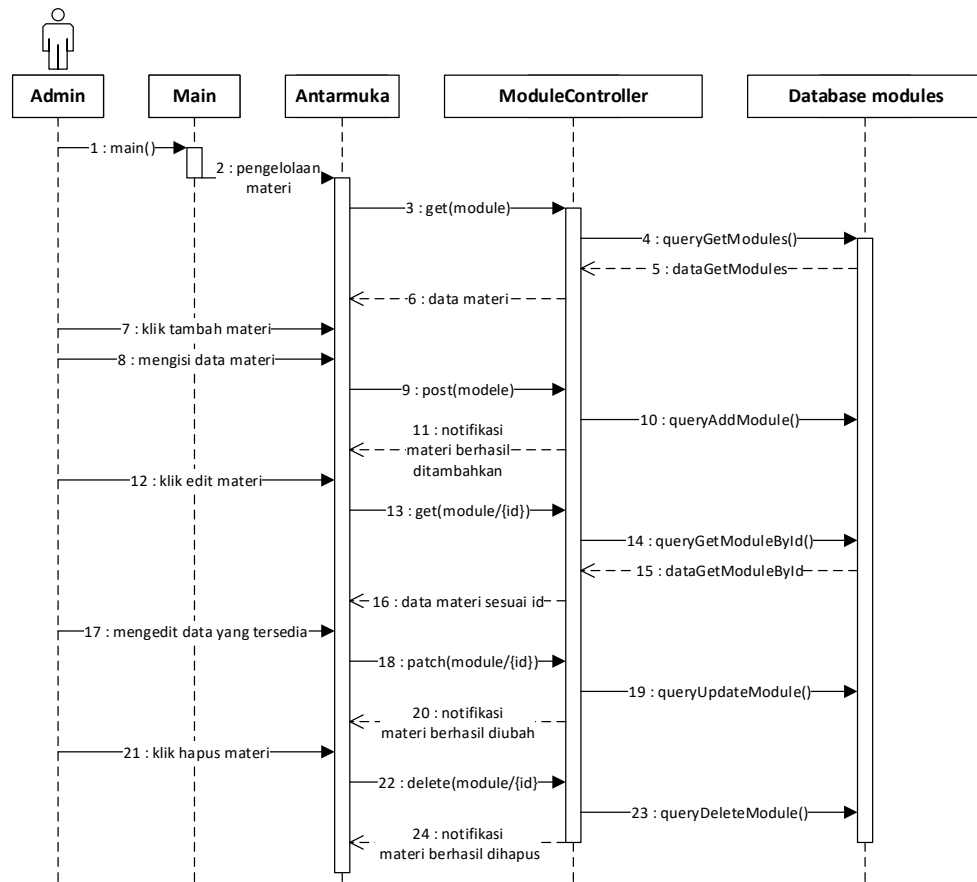 Admin
Main
Antarmuka
ModuleController
Database modules
1 : main()
2 : pengelolaan
materi
3 : get(module)
4 : queryGetModules()
5 : dataGetModules
6 : data materi
7 : klik tambah materi
8 : mengisi data materi
9 : post(modele)
10 : queryAddModule()
11 : notifikasi
materi berhasil
ditambahkan
12 : klik edit materi
13 : get(module/{id})
14 : queryGetModuleById()
15 : dataGetModuleById
16 : data materi sesuai id
17 : mengedit data yang tersedia
18 : patch(module/{id})
19 : queryUpdateModule()
20 : notifikasi
materi berhasil diubah
21 : klik hapus materi
22 : delete(module/{id}
23 : queryDeleteModule()
24 : notifikasi
materi berhasil dihapus